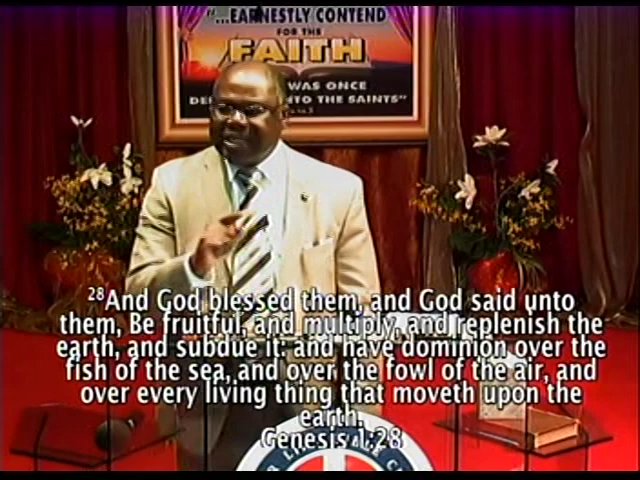 "...EARNESTLY CONTEND
FOR THE
FAITH
WAS ONCE
UNTO THE SAINTS"
28And God blessed them, and God said unto
them, Be fruitful, and multiply, and replenish the
earth, and subdue it: and have dominion over the
fish of the sea, and over the fowl of the air, and
over every living thing that moveth upon the
earth.
Genesis 1:28